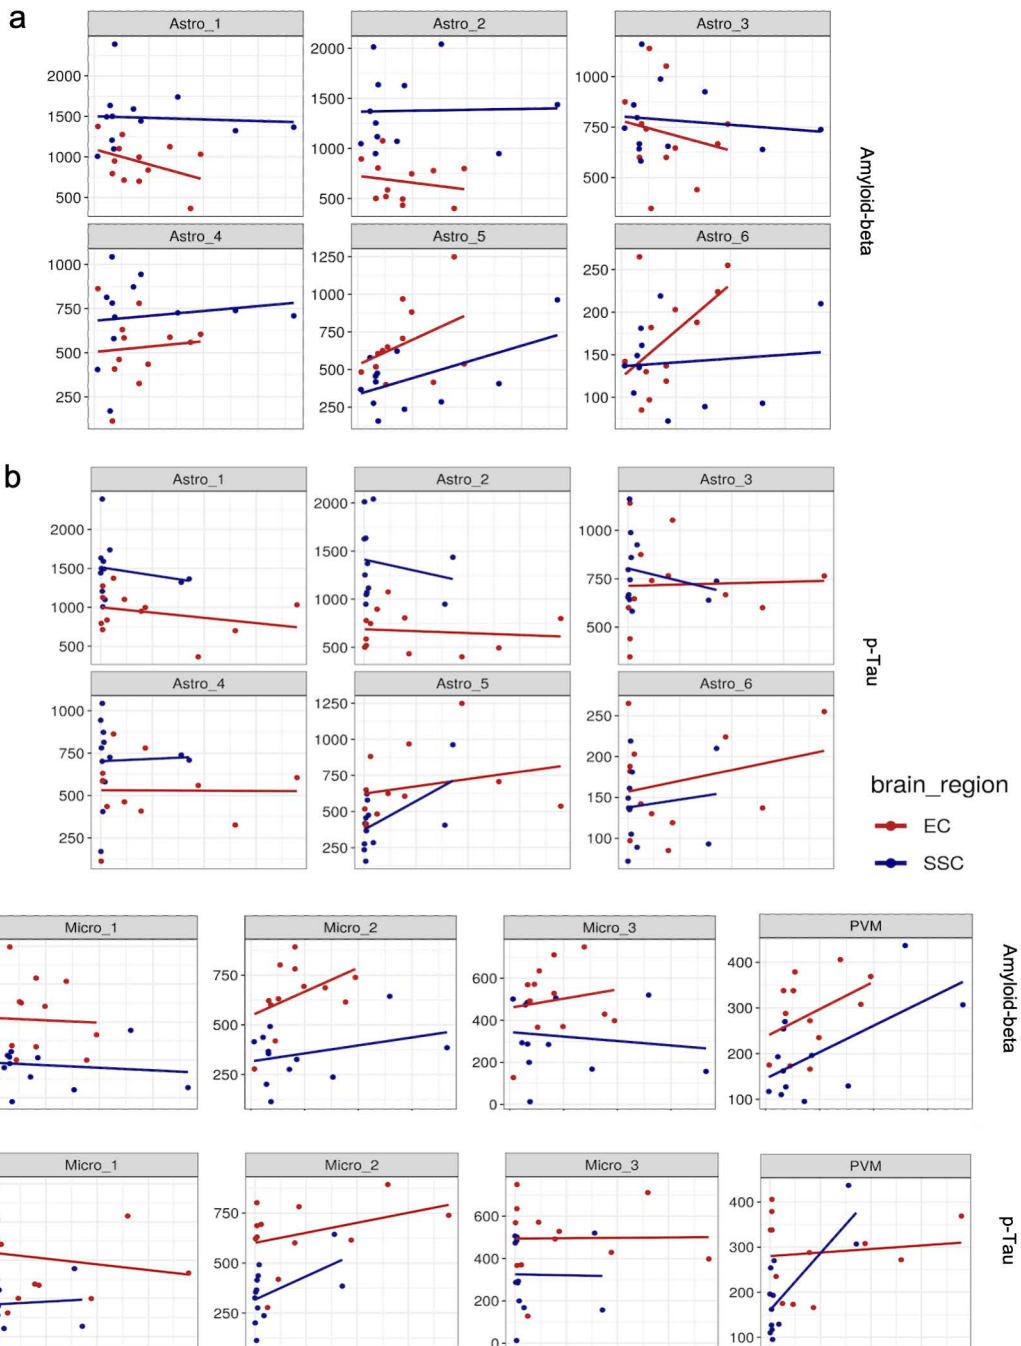 a
Astro_1 Astro_2 Astro_3
2000 1500 1000 500
2000 1500 1000 500
1000 750 500
Amyloid-beta
Astro_4 Astro_5 Astro_6
1000 750 500 250
1250 1000 750 500 250
250 200 150 100
b
Astro_1 Astro_2 Astro_3
2000 1500 1000 500
2000 1500 1000 500
1000 750 500
p-Tau
Astro_4 Astro_5 Astro_6
1000 750 500 250
1250 1000 750 500 250
250 200 150 100
brain_region
EC
SSC
Micro_1 Micro_2 Micro_3 PVM
750 500 250
600 400 200 0
400 300 200 100
Amyloid-beta
Micro_1 Micro_2 Micro_3 PVM
750 500 250
600 400 200 0
400 300 200 100
p-Tau